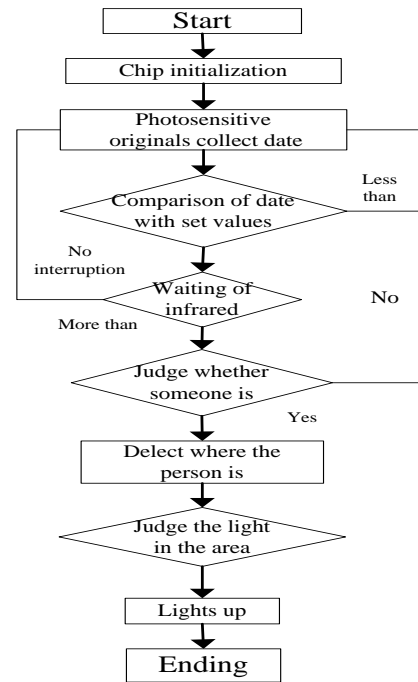 Start
Chip initialization
Photosensitive
originals collect date
Comparison of date
with set values
Less
than
No
interruption
Waiting of
infrared
No
More than
Judge whether
someone is
Yes
Delect where the
person is
Judge the light
in the area
Lights up
Ending